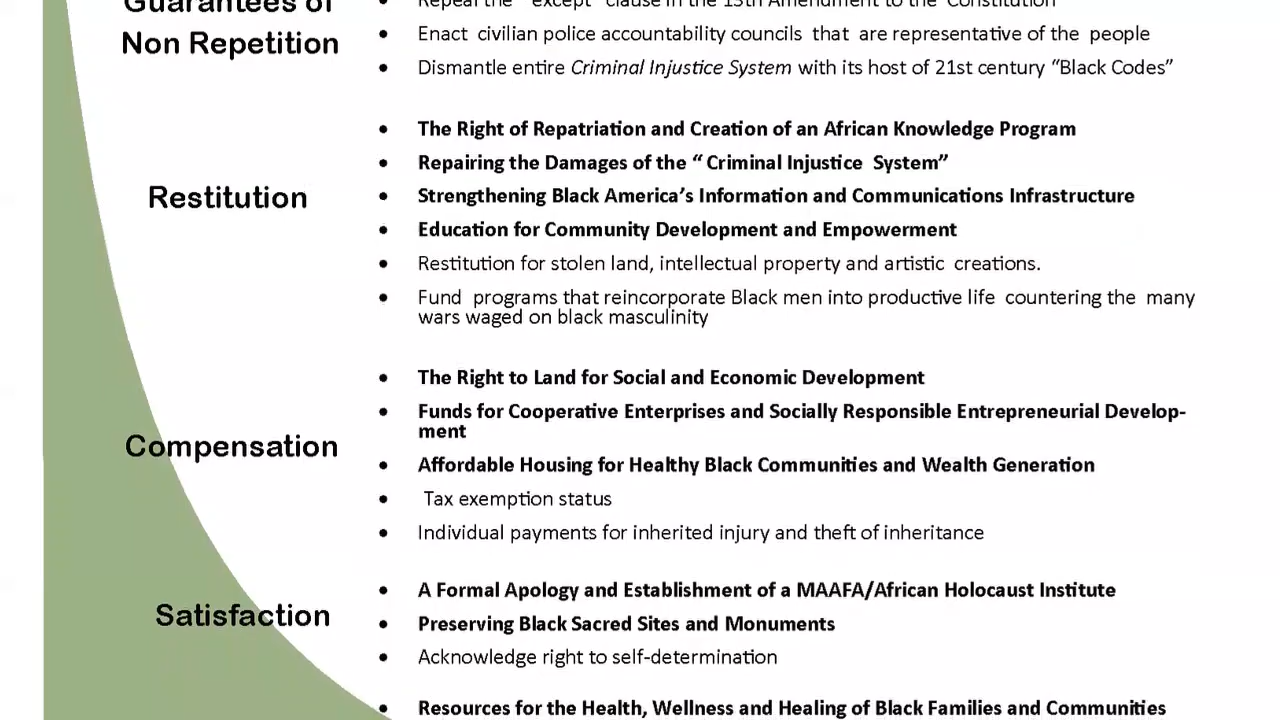 Guarantees of
Non Repetition
Repeal the "except" clause in the 13th Amendment to the Constitution
• Enact civilian police accountability councils that are representative of the people
• Dismantle entire Criminal Injustice System with its host of 21st century “Black Codes”
Restitution
• The Right of Repatriation and Creation of an African Knowledge Program
• Repairing the Damages of the “ Criminal Injustice System”
• Strengthening Black America’s Information and Communications Infrastructure
• Education for Community Development and Empowerment
• Restitution for stolen land, intellectual property and artistic creations.
• Fund programs that reincorporate Black men into productive life countering the many
wars waged on black masculinity
Compensation
• The Right to Land for Social and Economic Development
• Funds for Cooperative Enterprises and Socially Responsible Entrepreneurial Develop-
ment
• Affordable Housing for Healthy Black Communities and Wealth Generation
• Tax exemption status
• Individual payments for inherited injury and theft of inheritance
Satisfaction
• A Formal Apology and Establishment of a MAAFA/African Holocaust Institute
• Preserving Black Sacred Sites and Monuments
• Acknowledge right to self-determination
• Resources for the Health, Wellness and Healing of Black Families and Communities